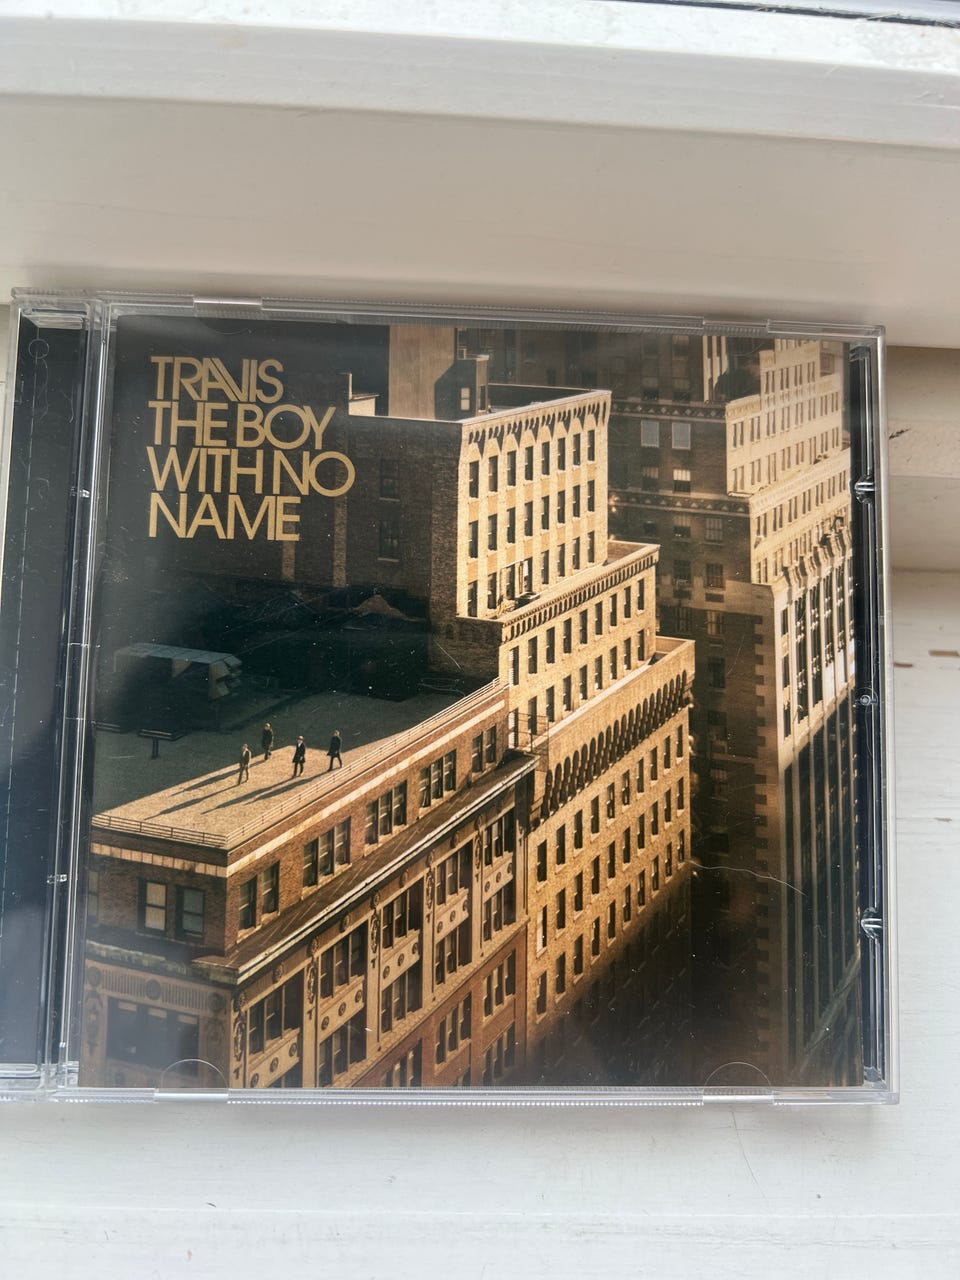 TRAVIS
THE BOY
WITH NO
NAME